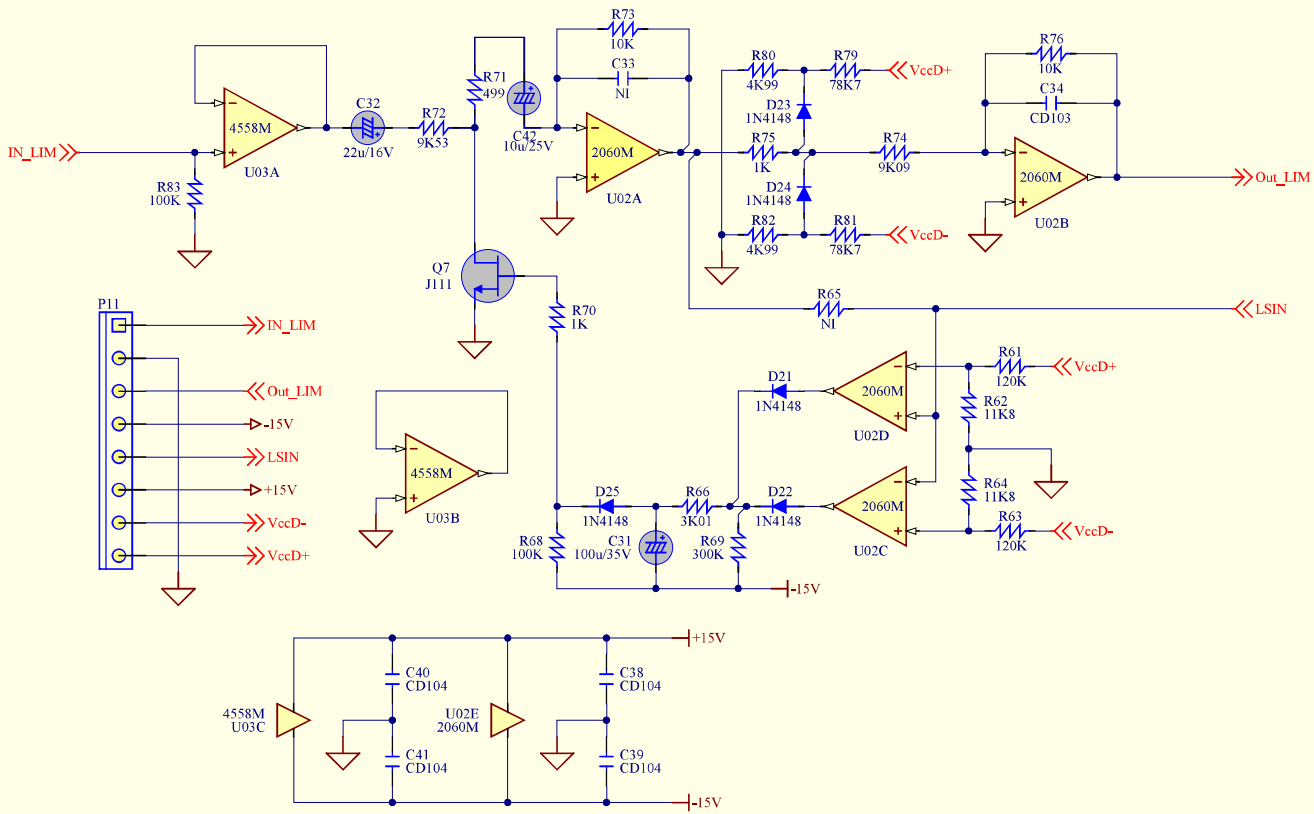 R73
10K
C33
NI
R76
10K
C34
CD103
R80
4K99
R79
78K7
VccD+
R71
499
C42
10u/25V
D23
1N4148
C32
22u/16V
R72
9K53
4558M
U03A
IN_LIM
R83
100K
2060M
U02A
R75
1K
R74
9K09
2060M
U02B
Out_LIM
D24
1N4148
R82
4K99
R81
78K7
VccD-
Q7
J111
R70
1K
R65
NI
LSIN
P11
IN_LIM
Out_LIM
-15V
LSIN
+15V
VccD-
VccD+
D21
1N4148
2060M
U02D
R61
120K
VccD+
R62
11K8
R64
11K8
R63
120K
VccD-
4558M
U03B
D25
1N4148
R66
3K01
D22
1N4148
2060M
U02C
R68
100K
C31
100u/35V
R69
300K
-15V
+15V
C40
CD104
C38
CD104
4558M
U03C
U02E
2060M
C41
CD104
C39
CD104
-15V